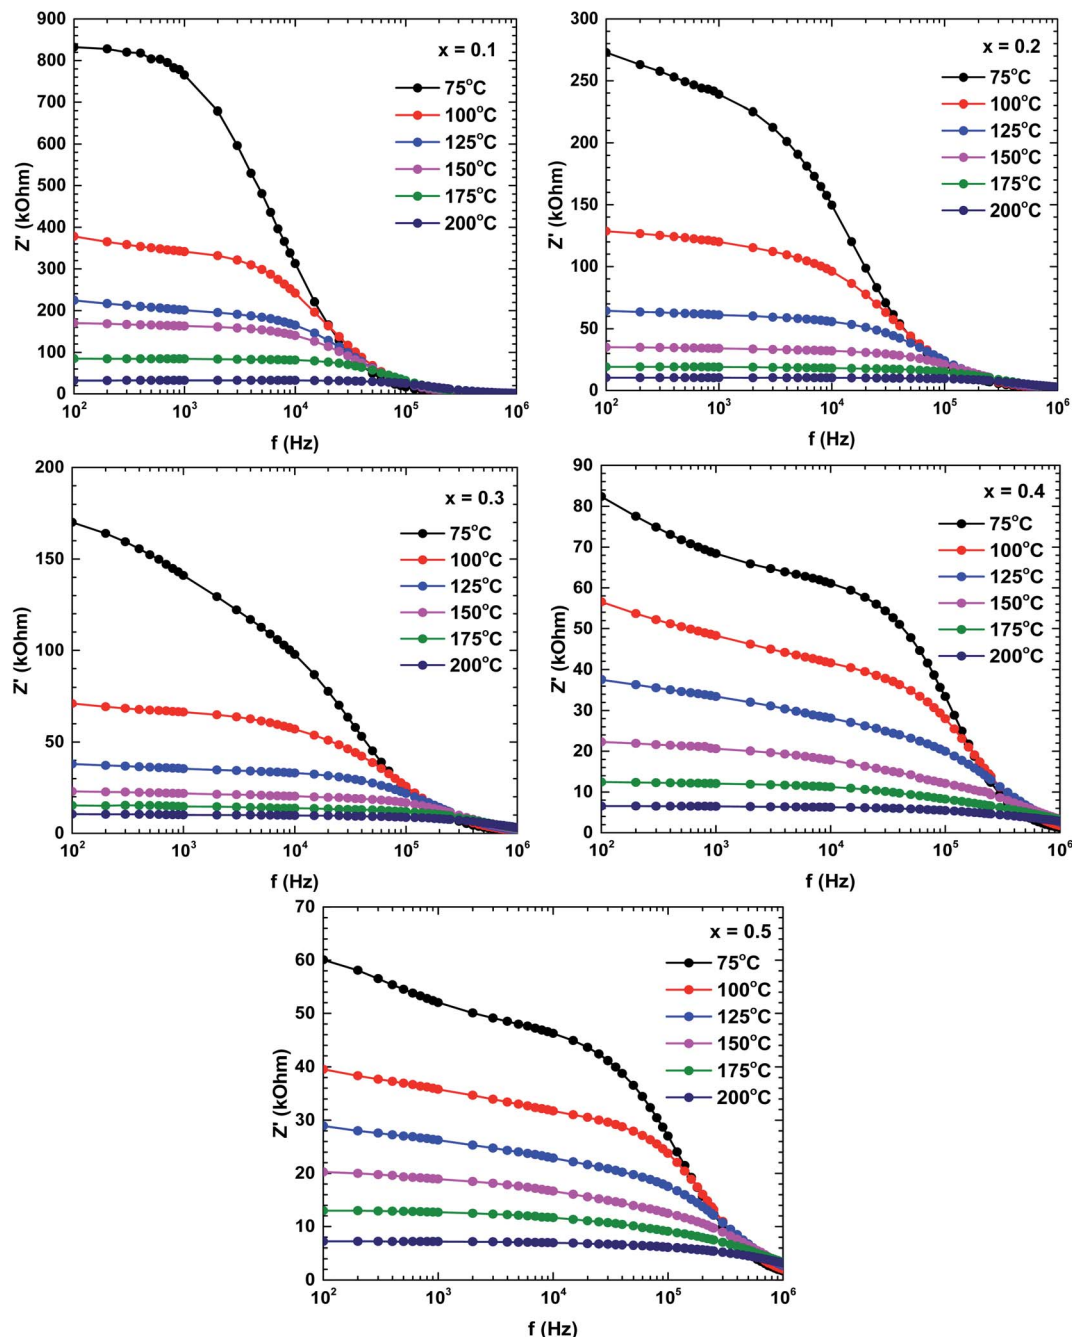 x = 0.1
75°C
100°C
125°C
150°C
175°C
200°C
900
800
700
600
500
400
300
200
100
0
Z' (kOhm)
10² 10³ 10⁴ 10⁵ 10⁶
f (Hz)
x = 0.2
75°C
100°C
125°C
150°C
175°C
200°C
300
250
200
150
100
50
0
Z' (kOhm)
10² 10³ 10⁴ 10⁵ 10⁶
f (Hz)
x = 0.3
75°C
100°C
125°C
150°C
175°C
200°C
200
150
100
50
0
Z' (kOhm)
10² 10³ 10⁴ 10⁵ 10⁶
f (Hz)
x = 0.4
75°C
100°C
125°C
150°C
175°C
200°C
90
80
70
60
50
40
30
20
10
0
Z' (kOhm)
10² 10³ 10⁴ 10⁵ 10⁶
f (Hz)
x = 0.5
75°C
100°C
125°C
150°C
175°C
200°C
70
60
50
40
30
20
10
0
Z' (kOhm)
10² 10³ 10⁴ 10⁵ 10⁶
f (Hz)